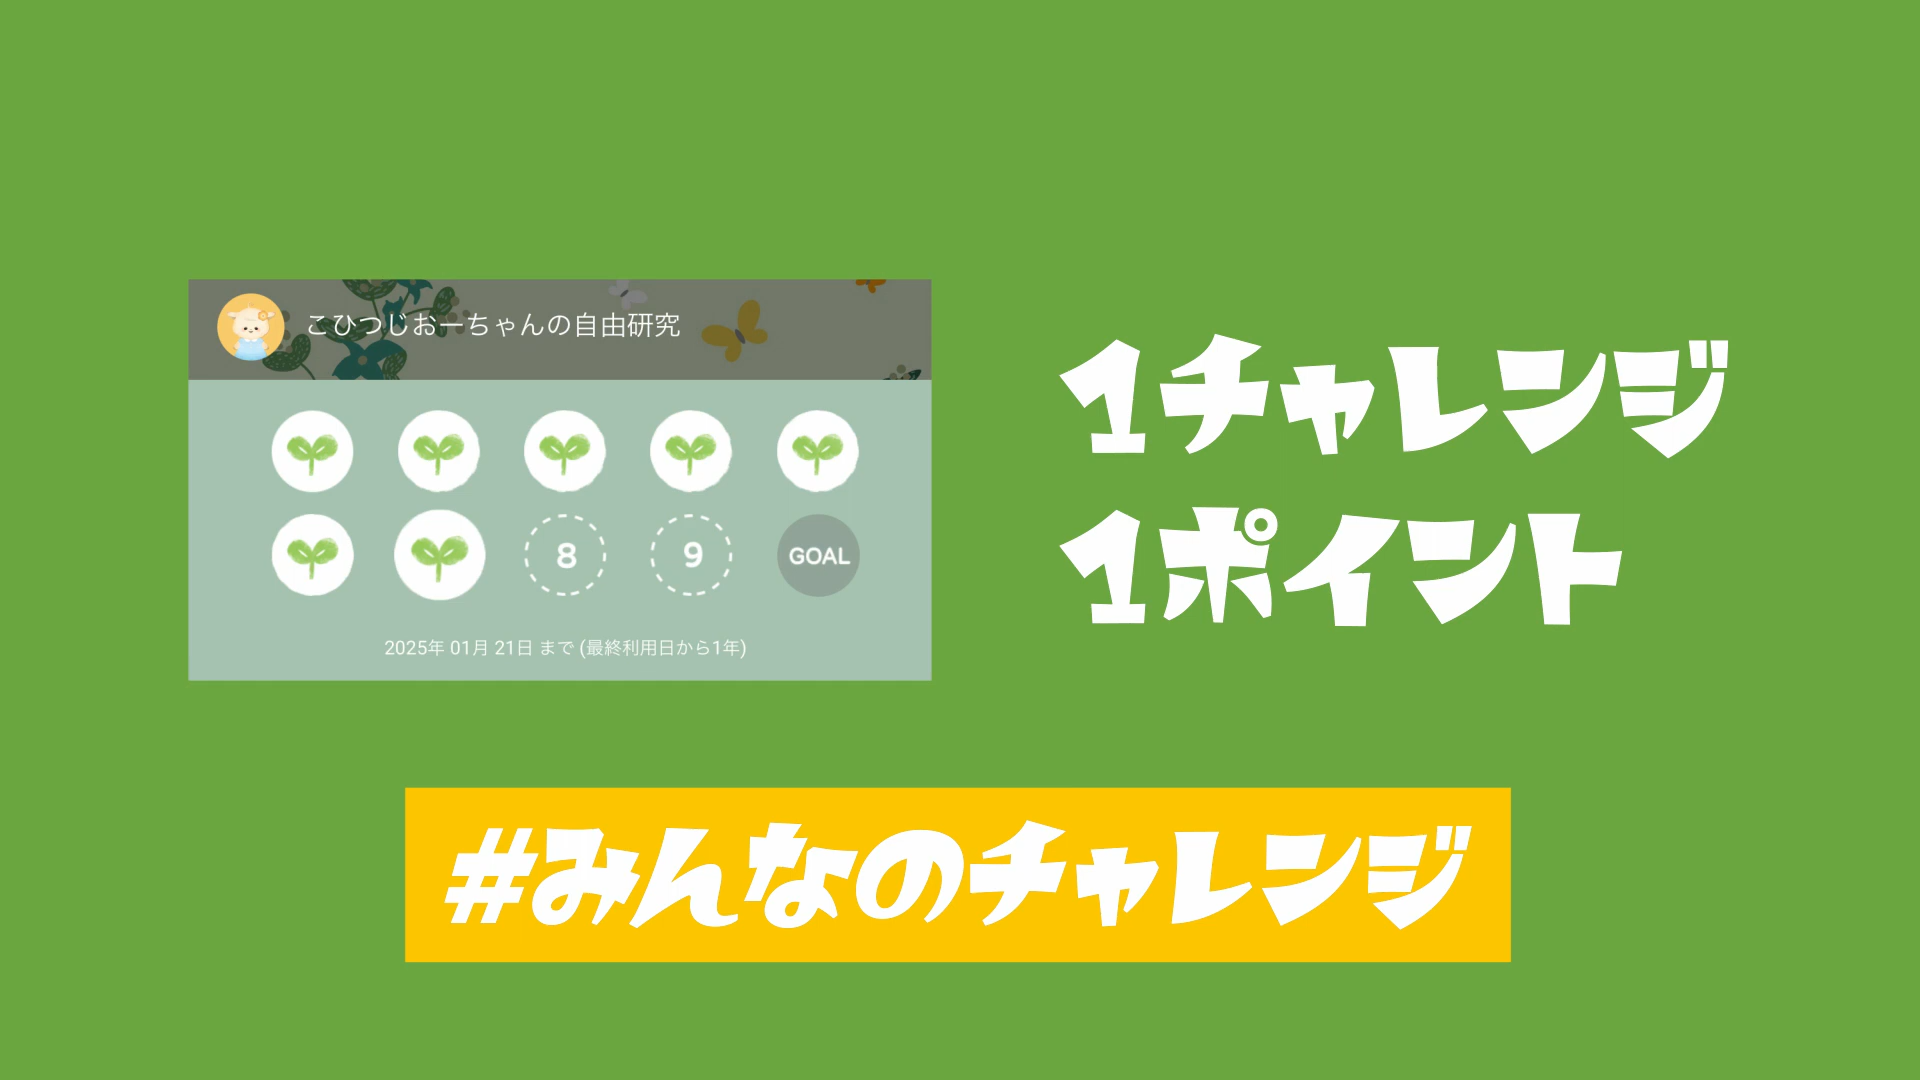 こひつじおーちゃんの自由研究
8 9 GOAL
2025年 01月 21日 まで (最終利用日から1年)
1チャレンジ
1ポイント
#みんなのチャレンジ